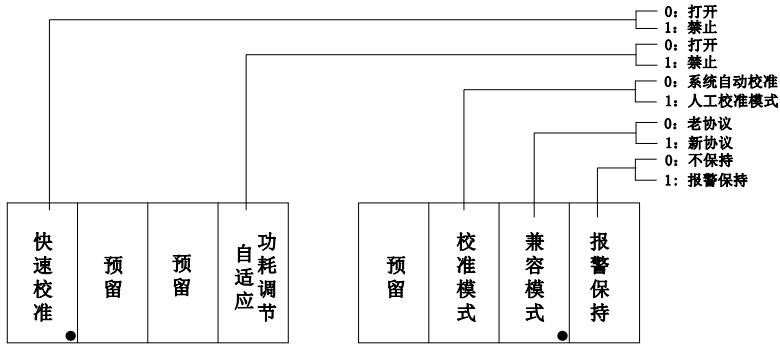 0：打开
1：禁止
0：打开
1：禁止
0：系统自动校准
1：人工校准模式
0：老协议
1：新协议
0：不保持
1：报警保持
快速校准
预留
预留
功耗调节
自适应
预留
校准模式
兼容模式
报警保持